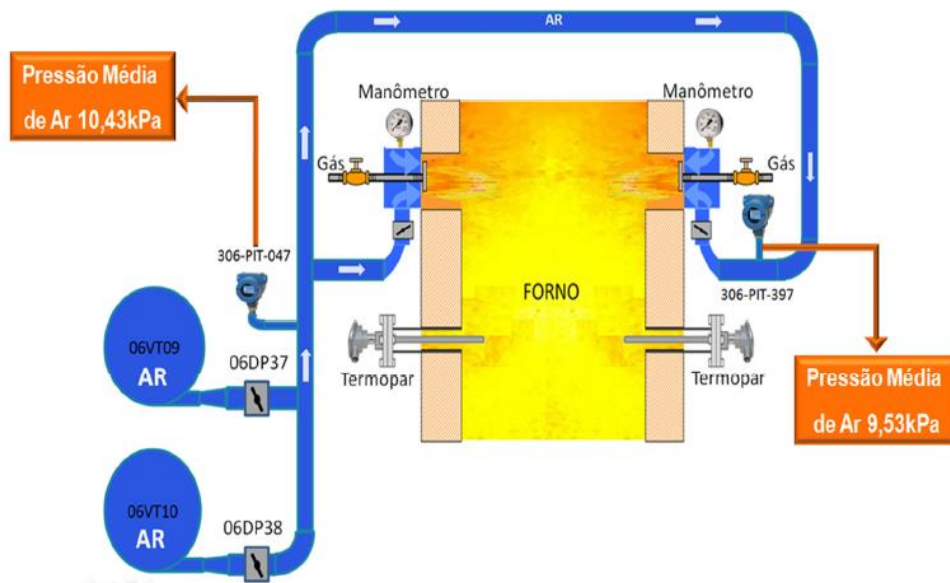 AR
Pressão Média
de Ar 10,43kPa
Manômetro
Manômetro
Gás
Gás
306-PIT-047
306-PIT-397
FORNO
06VT09
AR
06DP37
Termopar
Termopar
Pressão Média
de Ar 9,53kPa
06VT10
AR
06DP38